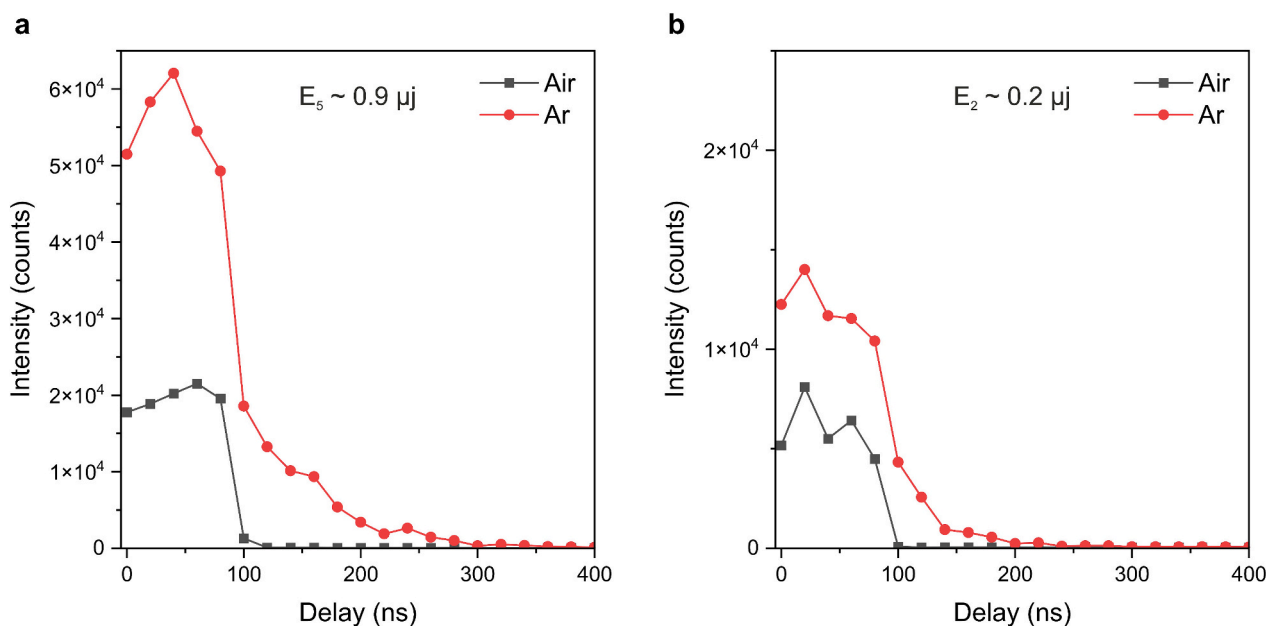 a
E₅ ~ 0.9 μj
Air
Ar
6×10⁴
5×10⁴
4×10⁴
3×10⁴
2×10⁴
1×10⁴
0
Intensity (counts)
0 100 200 300 400
Delay (ns)
b
E₂ ~ 0.2 μj
Air
Ar
2×10⁴
1×10⁴
0
Intensity (counts)
0 100 200 300 400
Delay (ns)